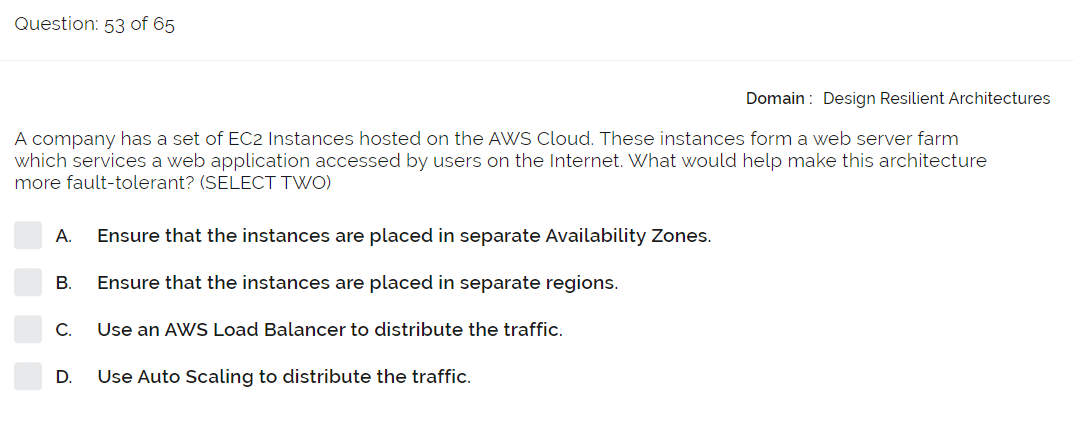 Question: 53 of 65
Domain : Design Resilient Architectures
A company has a set of EC2 Instances hosted on the AWS Cloud. These instances form a web server farm
which services a web application accessed by users on the Internet. What would help make this architecture
more fault-tolerant? (SELECT TWO)
A. Ensure that the instances are placed in separate Availability Zones.
B. Ensure that the instances are placed in separate regions.
C. Use an AWS Load Balancer to distribute the traffic.
D. Use Auto Scaling to distribute the traffic.